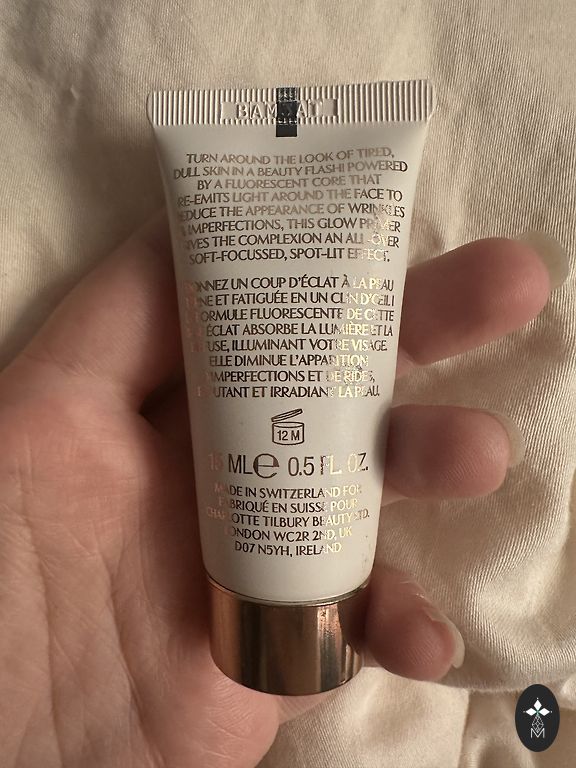 TURN AROUND THE LOOK OF TIRED,
DULL SKIN IN A BEAUTY FLASH! POWERED
BY A FLUORESCENT CORE THAT
RE-EMITS LIGHT AROUND THE FACE TO
REDUCE THE APPEARANCE OF WRINKLES
& IMPERFECTIONS, THIS GLOW PRIMER
GIVES THE COMPLEXION AN ALL-OVER
SOFT-FOCUSSED, SPOT-LIT EFFECT.
DONNEZ UN COUP D'ÉCLAT À LA PEAU
ET FATIGUÉE EN UN CLIN D'ŒIL!
FORMULE FLUORESCENTE DE CETTE
D'ÉCLAT ABSORBE LA LUMIÈRE ET LA
ILLUMINANT VOTRE VISAGE.
ELLE DIMINUE L'APPARITION
D'IMPERFECTIONS ET DE RIDES,
ET IRRADIANT LA PEAU.
12 M
15 ML e 0.5 FL. OZ.
MADE IN SWITZERLAND FOR
FABRIQUÉ EN SUISSE POUR
CHARLOTTE TILBURY BEAUTY LTD.
LONDON WC2R 2ND, UK
D07 N5YH, IRELAND